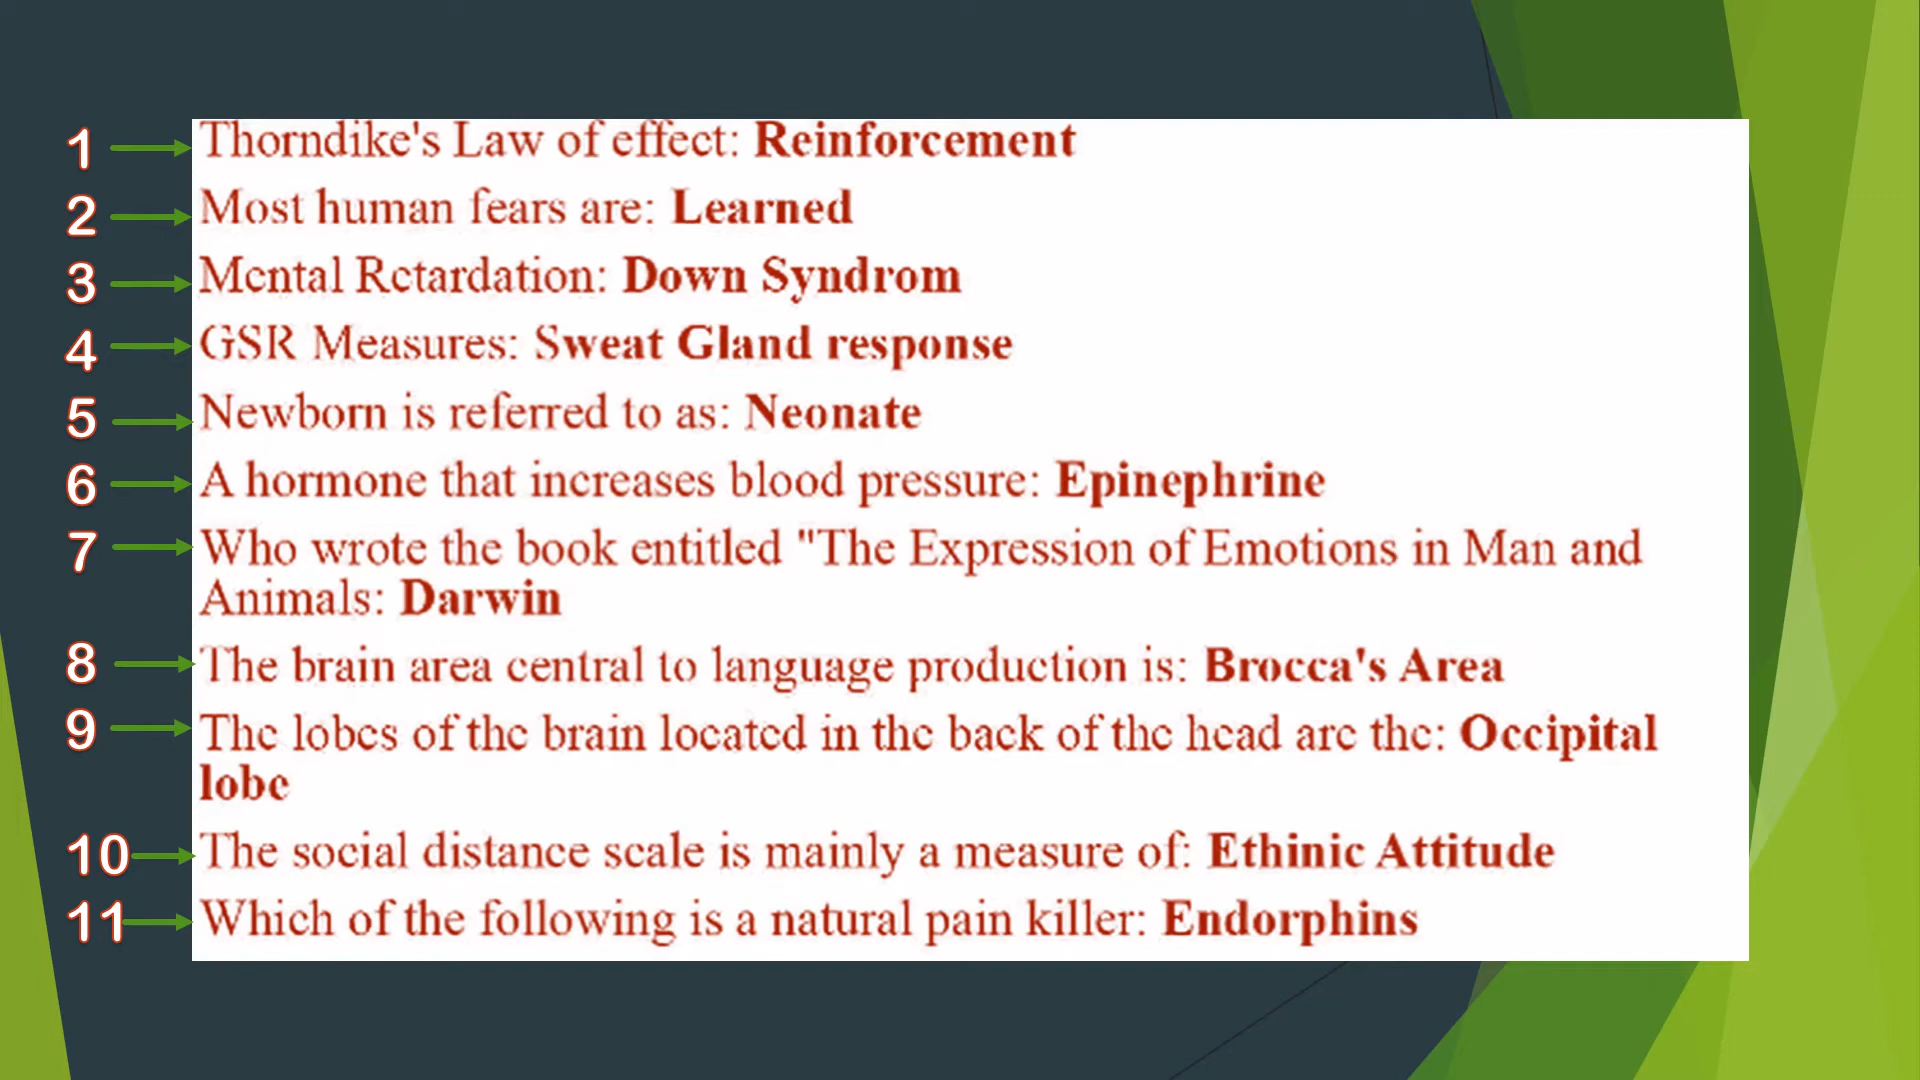 1 Thorndike's Law of effect: Reinforcement
2 Most human fears are: Learned
3 Mental Retardation: Down Syndrom
4 GSR Measures: Sweat Gland response
5 Newborn is referred to as: Neonate
6 A hormone that increases blood pressure: Epinephrine
7 Who wrote the book entitled "The Expression of Emotions in Man and
Animals: Darwin
8 The brain area central to language production is: Brocca's Area
9 The lobes of the brain located in the back of the head are the: Occipital
lobe
10 The social distance scale is mainly a measure of: Ethinic Attitude
11 Which of the following is a natural pain killer: Endorphins